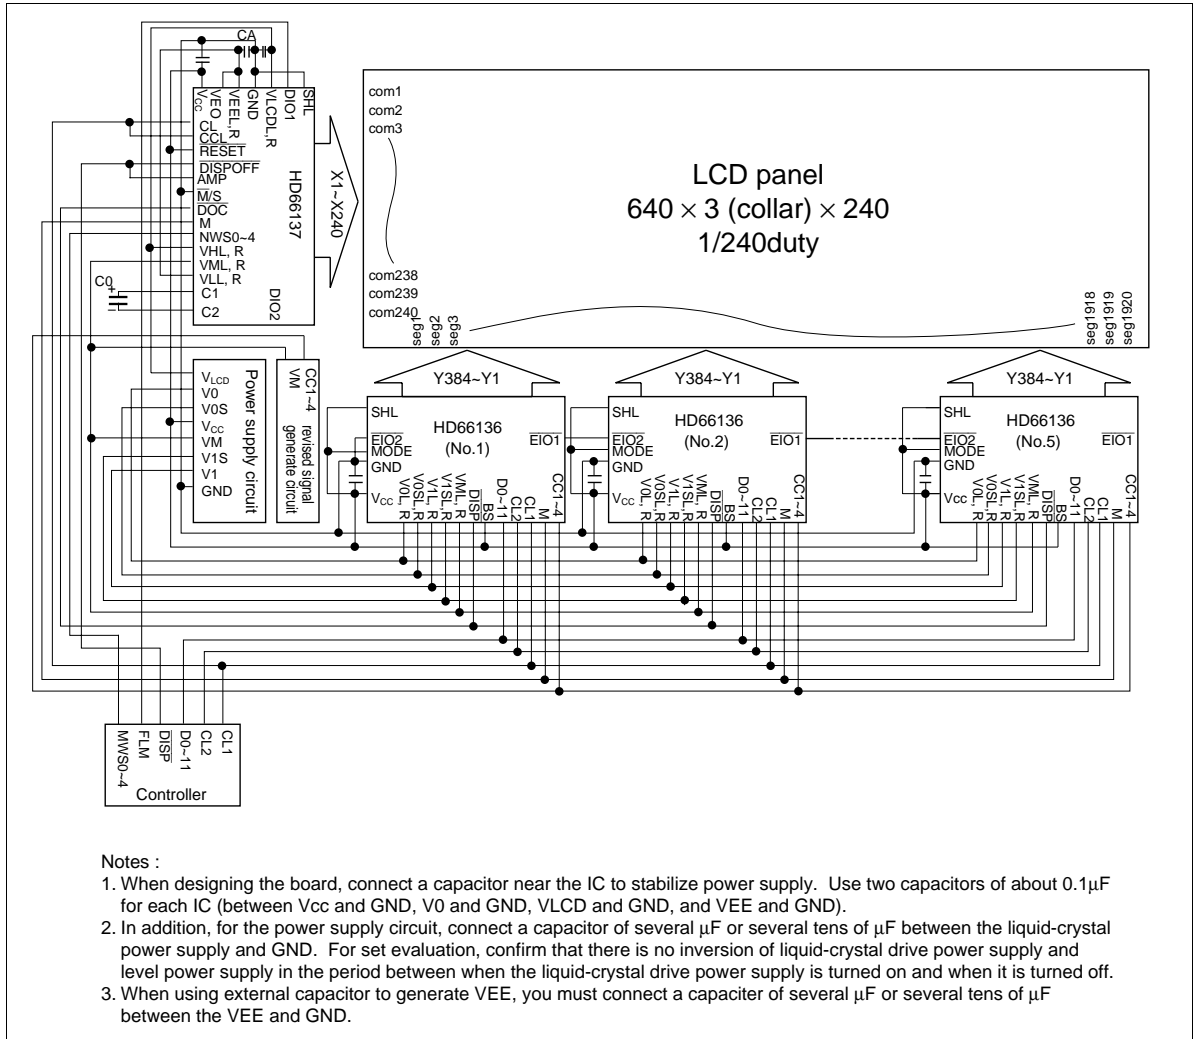 CA
VCC
VEO
VEEL,R
GND
VLCDL,R
DIO1
SHL
CL
CCL
RESET
DISPOFF
AMP
M/S
DOC
M
NWS0~4
VHL, R
VML, R
VLL, R
C1
C2
HD66137
DIO2
C0
+
−
X1~X240
com1
com2
com3
com238
com239
com240
LCD panel
640 × 3 (collar) × 240
1/240duty
seg1
seg2
seg3
seg1918
seg1919
seg1920
VLCD
V0
V0S
VCC
VM
V1S
V1
GND
Power supply circuit
CC1~4
VM
revised signal
generate circuit
Y384~Y1
SHL
HD66136
(No.1)
EIO2
EIO1
MODE
GND
VCC
V0L, R
V0SL,R
V1L, R
V1SL,R
VML, R
DISP
BS
D0~11
CL2
CL1
M
CC1~4
Y384~Y1
SHL
HD66136
(No.2)
EIO2
EIO1
MODE
GND
VCC
V0L, R
V0SL,R
V1L, R
V1SL,R
VML, R
DISP
BS
D0~11
CL2
CL1
M
CC1~4
Y384~Y1
SHL
HD66136
(No.5)
EIO2
EIO1
MODE
GND
VCC
V0L, R
V0SL,R
V1L, R
V1SL,R
VML, R
DISP
BS
D0~11
CL2
CL1
M
CC1~4
MWS0~4
FLM
DISP
D0~11
CL2
CL1
Controller
Notes :
1. When designing the board, connect a capacitor near the IC to stabilize power supply. Use two capacitors of about 0.1μF
for each IC (between Vcc and GND, V0 and GND, VLCD and GND, and VEE and GND).
2. In addition, for the power supply circuit, connect a capacitor of several μF or several tens of μF between the liquid-crystal
power supply and GND. For set evaluation, confirm that there is no inversion of liquid-crystal drive power supply and
level power supply in the period between when the liquid-crystal drive power supply is turned on and when it is turned off.
3. When using external capacitor to generate VEE, you must connect a capaciter of several μF or several tens of μF
between the VEE and GND.